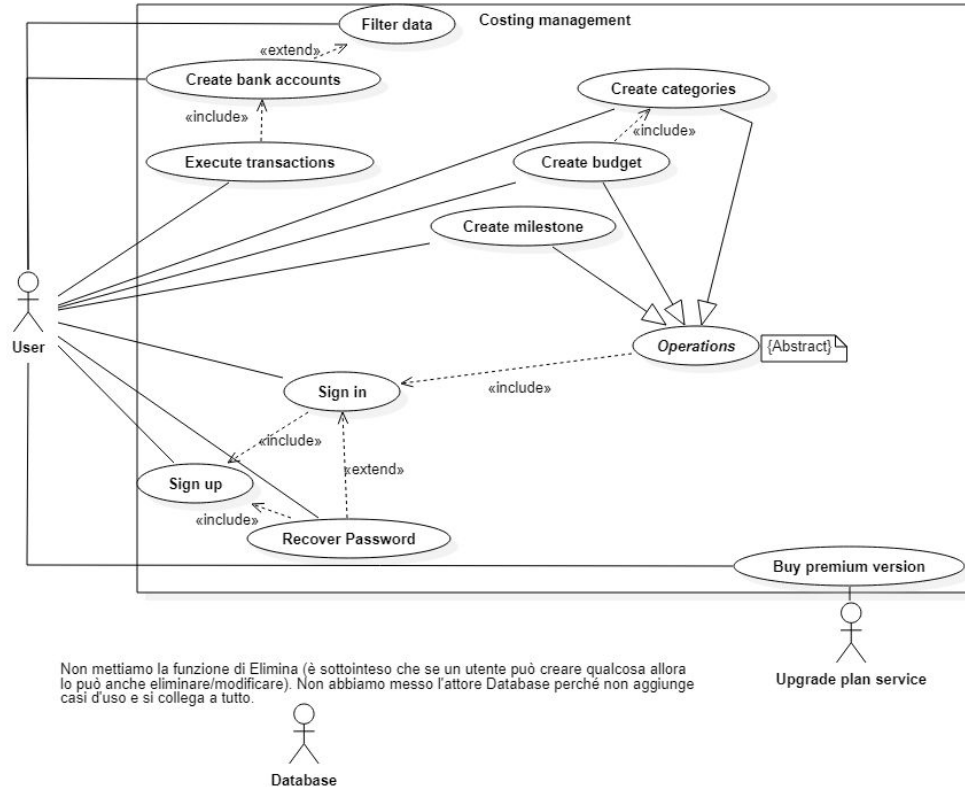 Filter data
Costing management
«extend»
Create bank accounts
Create categories
«include»
«include»
Execute transactions
Create budget
Create milestone
User
Operations
{Abstract}
«include»
Sign in
«include»
«extend»
Sign up
«include»
Recover Password
Buy premium version
Non mettiamo la funzione di Elimina (è sottointeso che se un utente può creare qualcosa allora
lo può anche eliminare/modificare). Non abbiamo messo l'attore Database perché non aggiunge
casi d'uso e si collega a tutto.
Upgrade plan service
Database